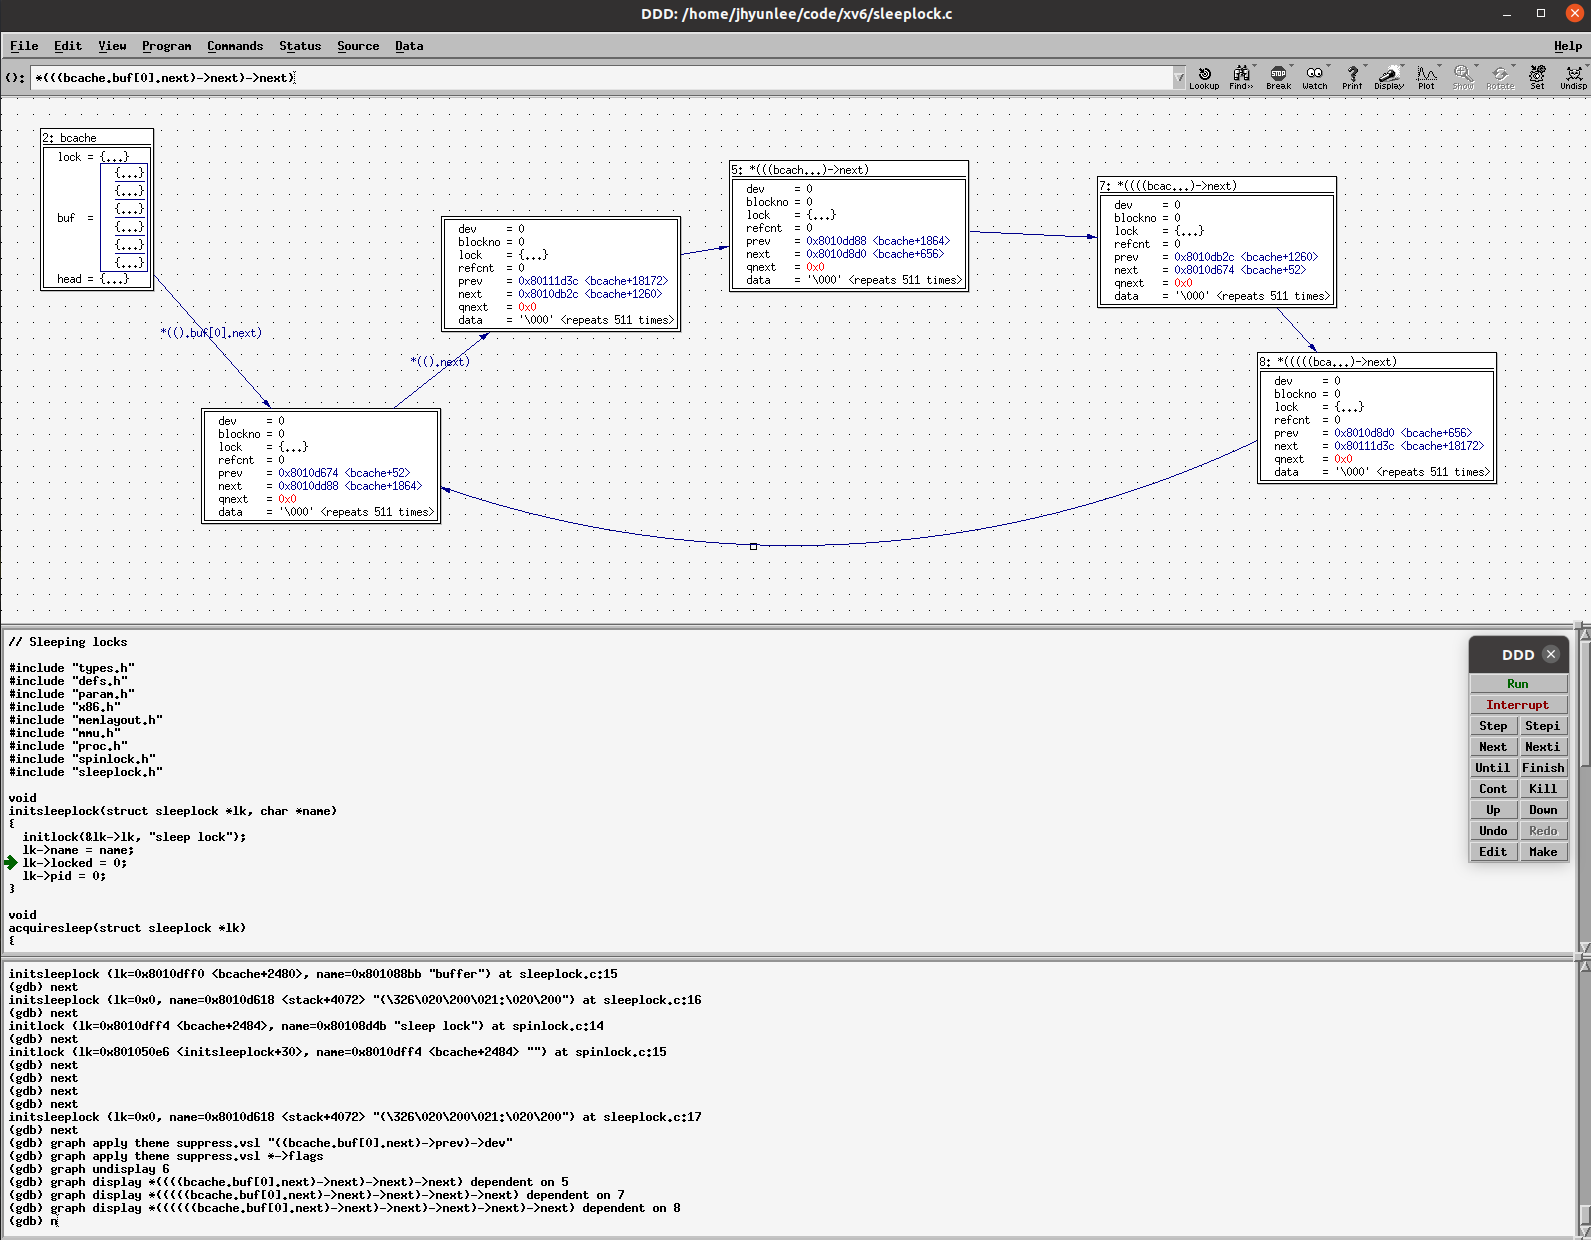 DDD: /home/jhyunlee/code/xv6/sleeplock.c
File Edit View Program Commands Status Source Data Help
(): *(((bcache.buf[0].next)->next)->next)
Lookup Find» Break Watch Print Display Plot Show Rotate Set Undisp
2: bcache
lock = {...}
{...}
{...}
{...}
buf =
{...}
{...}
{...}
head = {...}
*(().buf[0].next)
dev = 0
blockno = 0
lock = {...}
refcnt = 0
prev = 0x8010d674 <bcache+52>
next = 0x8010dd88 <bcache+1864>
qnext = 0x0
data = '\000' <repeats 511 times>
*(().next)
dev = 0
blockno = 0
lock = {...}
refcnt = 0
prev = 0x80111d3c <bcache+18172>
next = 0x8010db2c <bcache+1260>
qnext = 0x0
data = '\000' <repeats 511 times>
5: *(((bcach...)->next)
dev = 0
blockno = 0
lock = {...}
refcnt = 0
prev = 0x8010dd88 <bcache+1864>
next = 0x8010d8d0 <bcache+656>
qnext = 0x0
data = '\000' <repeats 511 times>
7: *((((bcac...)->next)
dev = 0
blockno = 0
lock = {...}
refcnt = 0
prev = 0x8010db2c <bcache+1260>
next = 0x8010d674 <bcache+52>
qnext = 0x0
data = '\000' <repeats 511 times>
8: *(((((bca...)->next)
dev = 0
blockno = 0
lock = {...}
refcnt = 0
prev = 0x8010d8d0 <bcache+656>
next = 0x80111d3c <bcache+18172>
qnext = 0x0
data = '\000' <repeats 511 times>
// Sleeping locks
#include "types.h"
#include "defs.h"
#include "param.h"
#include "x86.h"
#include "memlayout.h"
#include "mmu.h"
#include "proc.h"
#include "spinlock.h"
#include "sleeplock.h"
void
initsleeplock(struct sleeplock *lk, char *name)
{
initlock(&lk->lk, "sleep lock");
lk->name = name;
lk->locked = 0;
lk->pid = 0;
}
void
acquiresleep(struct sleeplock *lk)
{
DDD
Run
Interrupt
Step Stepi
Next Nexti
Until Finish
Cont Kill
Up Down
Undo Redo
Edit Make
initsleeplock (lk=0x8010dff0 <bcache+2480>, name=0x801088bb "buffer") at sleeplock.c:15
(gdb) next
initsleeplock (lk=0x0, name=0x8010d618 <stack+4072> "(\326\020\200\021:\020\200") at sleeplock.c:16
(gdb) next
initlock (lk=0x8010dff4 <bcache+2484>, name=0x80108d4b "sleep lock") at spinlock.c:14
(gdb) next
initlock (lk=0x801050e6 <initsleeplock+30>, name=0x8010dff4 <bcache+2484> "") at spinlock.c:15
(gdb) next
(gdb) next
(gdb) next
(gdb) next
initsleeplock (lk=0x0, name=0x8010d618 <stack+4072> "(\326\020\200\021:\020\200") at sleeplock.c:17
(gdb) next
(gdb) graph apply theme suppress.vsl "((bcache.buf[0].next)->prev)->dev"
(gdb) graph apply theme suppress.vsl *->flags
(gdb) graph undisplay 6
(gdb) graph display *((((bcache.buf[0].next)->next)->next)->next) dependent on 5
(gdb) graph display *(((((bcache.buf[0].next)->next)->next)->next)->next) dependent on 7
(gdb) graph display *((((((bcache.buf[0].next)->next)->next)->next)->next)->next) dependent on 8
(gdb) n